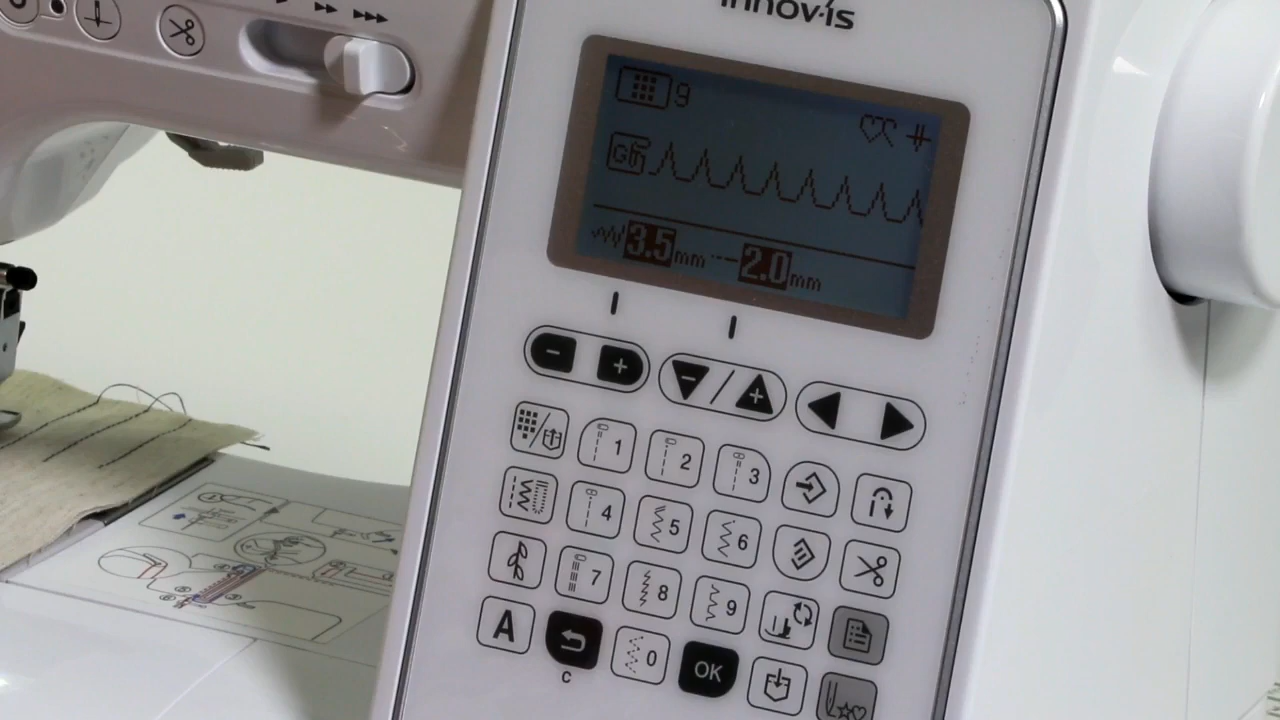 innov-is
9
G
3.5mm 2.0mm
- + - / + 
1 2 3
4 5 6
7 8 9
A C 0 OK